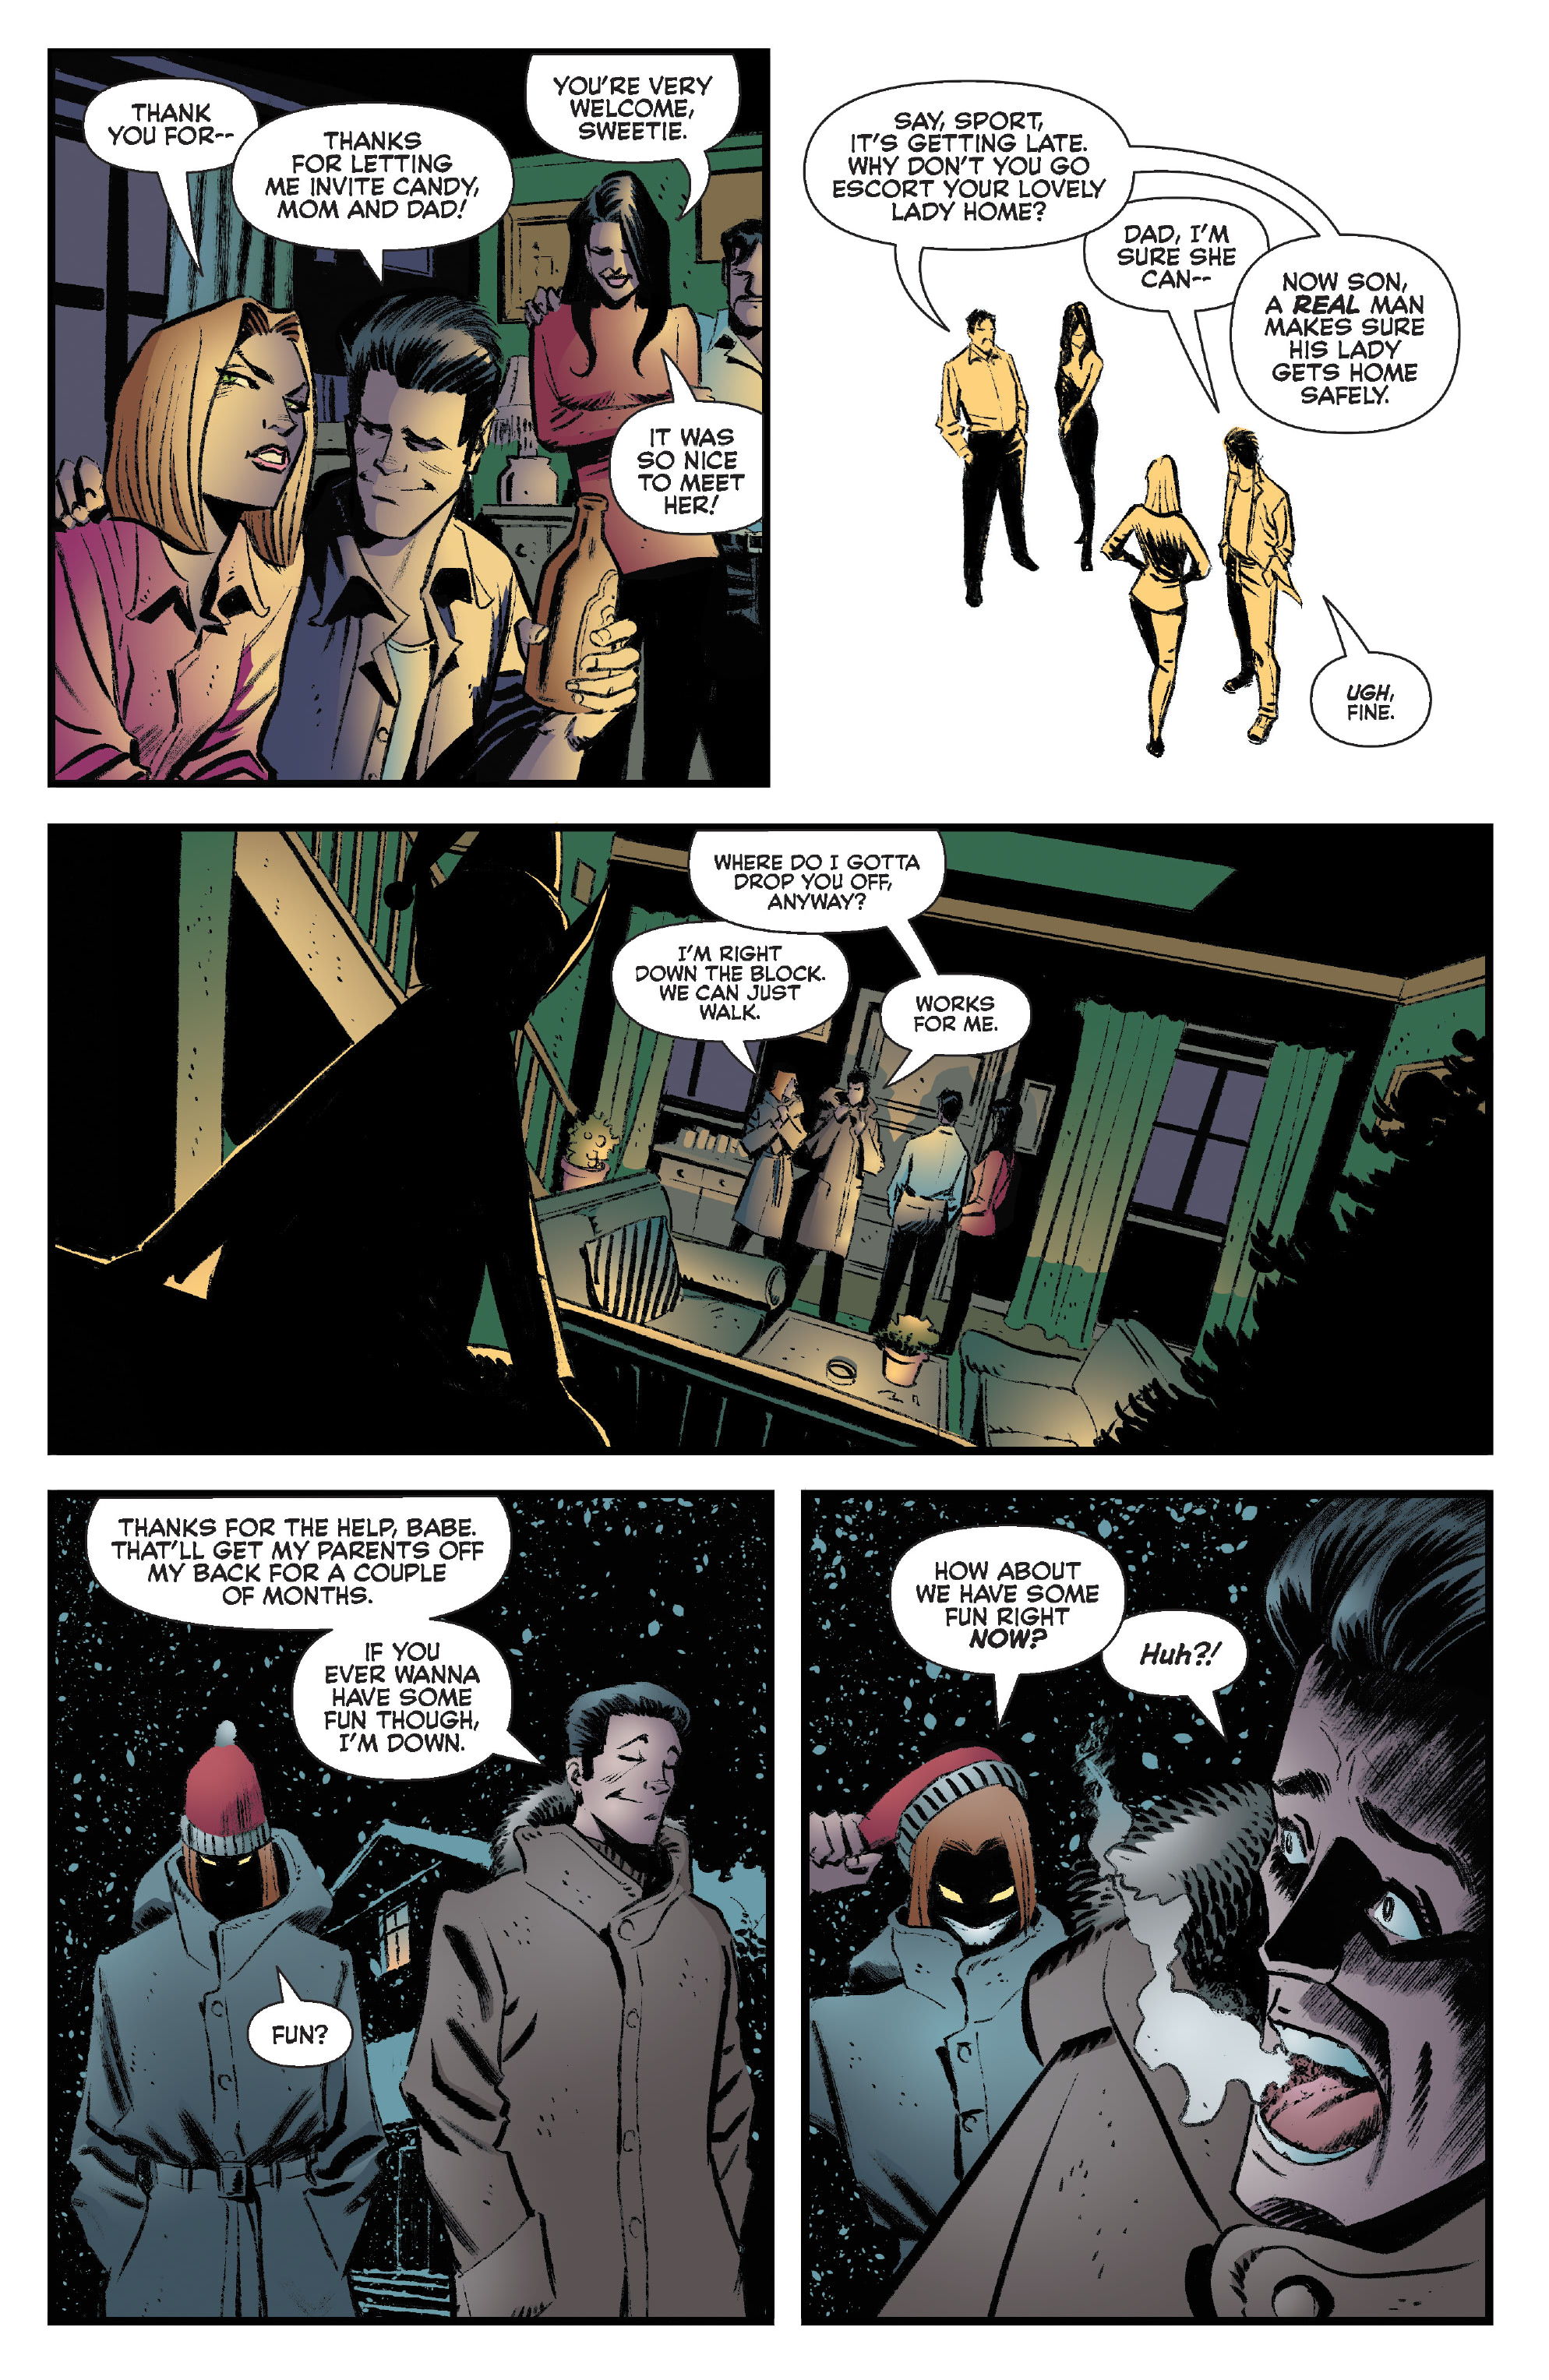 THANK
YOU FOR--
THANKS
FOR LETTING
ME INVITE CANDY,
MOM AND DAD!
YOU'RE VERY
WELCOME,
SWEETIE.
IT WAS
SO NICE
TO MEET
HER!
SAY, SPORT,
IT'S GETTING LATE.
WHY DON'T YOU GO
ESCORT YOUR LOVELY
LADY HOME?
DAD, I'M
SURE SHE
CAN--
NOW SON,
A REAL MAN
MAKES SURE
HIS LADY
GETS HOME
SAFELY.
UGH,
FINE.
WHERE DO I GOTTA
DROP YOU OFF,
ANYWAY?
I'M RIGHT
DOWN THE BLOCK.
WE CAN JUST
WALK.
WORKS
FOR ME.
THANKS FOR THE HELP, BABE.
THAT'LL GET MY PARENTS OFF
MY BACK FOR A COUPLE
OF MONTHS.
IF YOU
EVER WANNA
HAVE SOME
FUN THOUGH,
I'M DOWN.
FUN?
HOW ABOUT
WE HAVE SOME
FUN RIGHT
NOW?
Huh?!